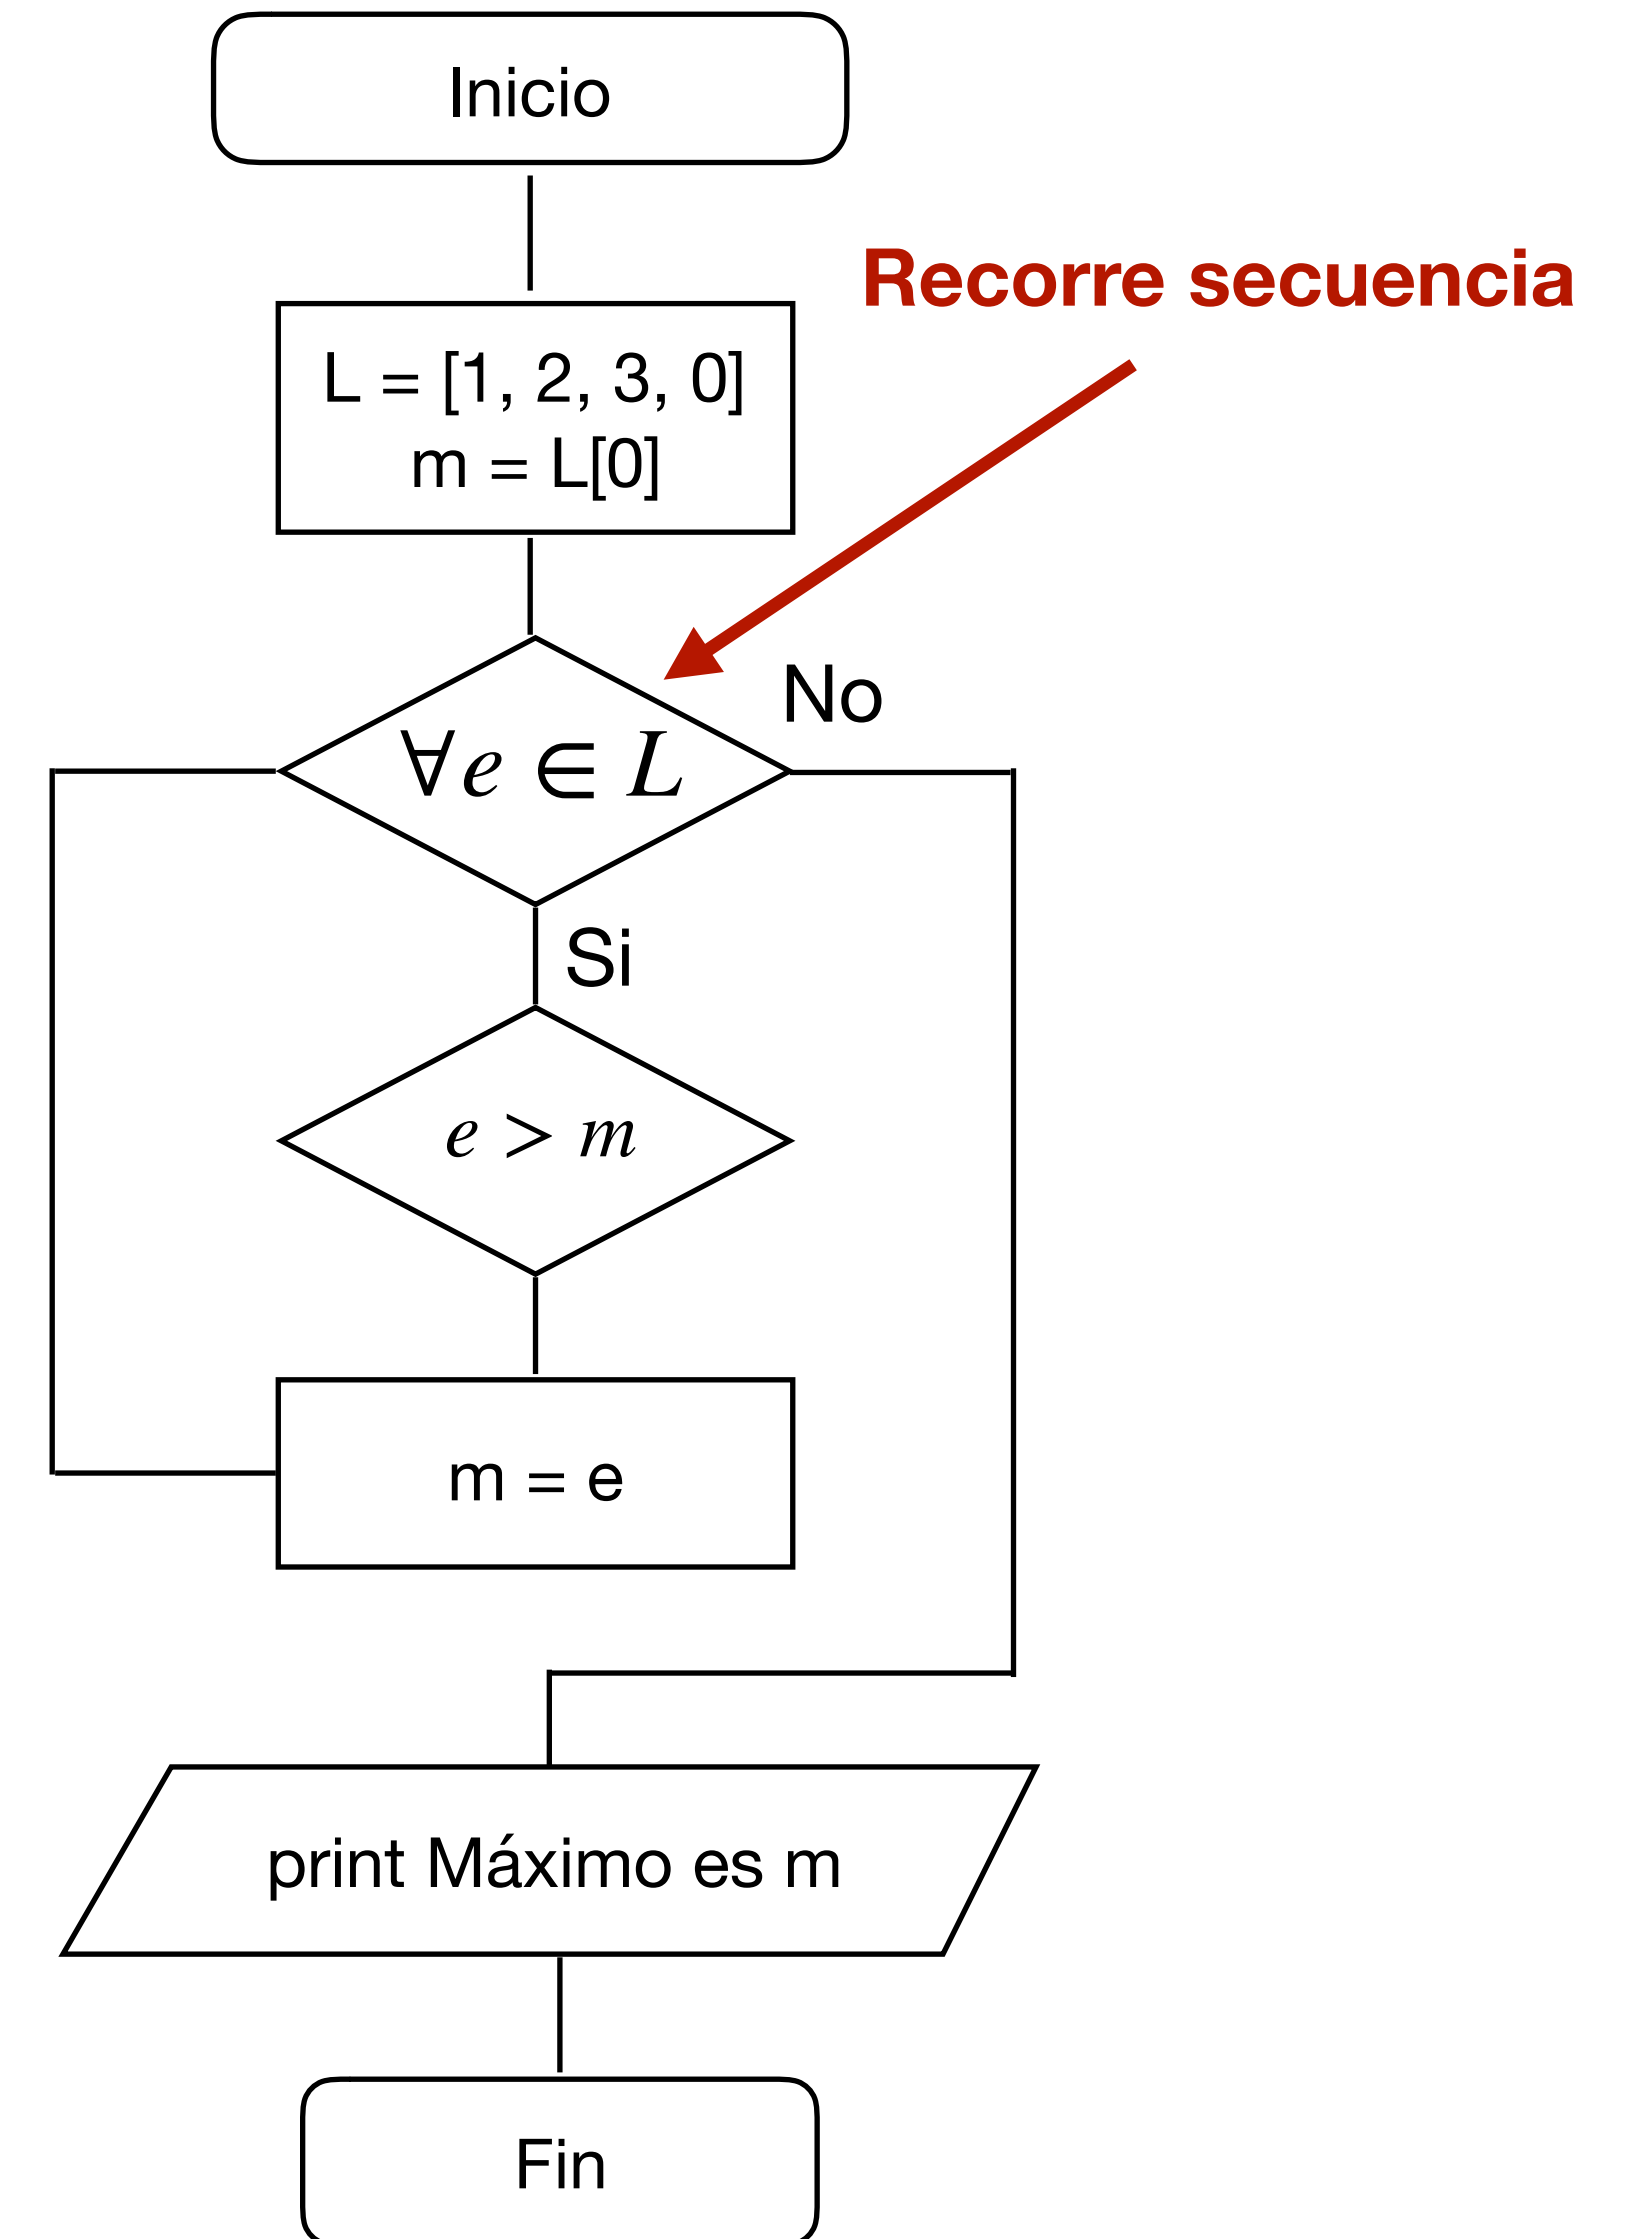 Inicio
Recorre secuencia
L = [1, 2, 3, 0]
m = L[0]
No
∀e ∈ L
Si
e > m
m = e
print Máximo es m
Fin